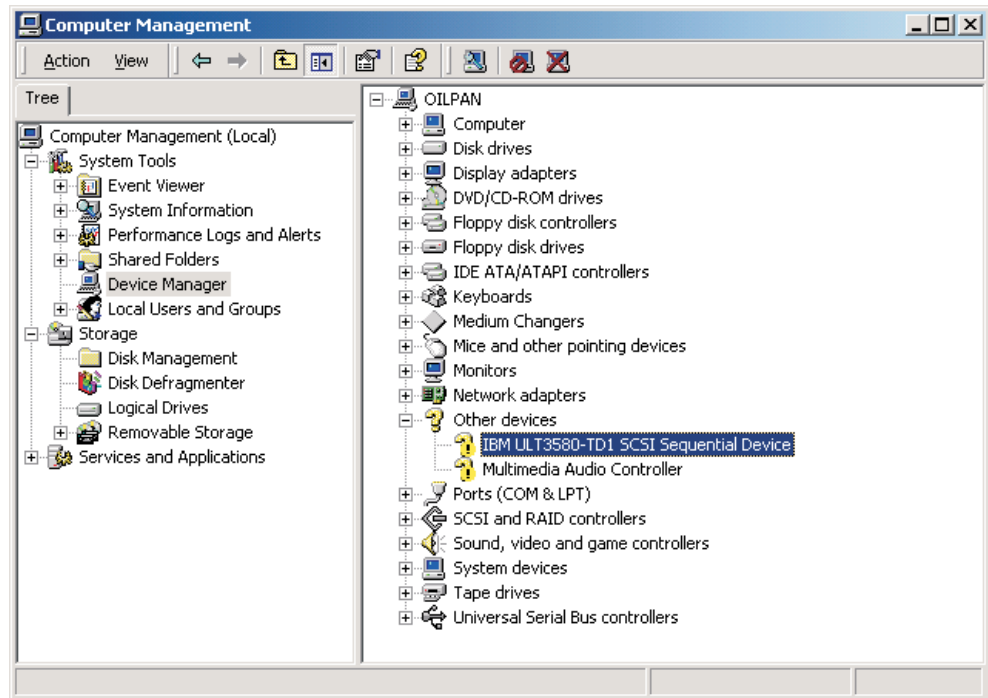 Computer Management
Action View
Tree
Computer Management (Local)
System Tools
Event Viewer
System Information
Performance Logs and Alerts
Shared Folders
Device Manager
Local Users and Groups
Storage
Disk Management
Disk Defragmenter
Logical Drives
Removable Storage
Services and Applications
OILPAN
Computer
Disk drives
Display adapters
DVD/CD-ROM drives
Floppy disk controllers
Floppy disk drives
IDE ATA/ATAPI controllers
Keyboards
Medium Changers
Mice and other pointing devices
Monitors
Network adapters
Other devices
IBM ULT3580-TD1 SCSI Sequential Device
Multimedia Audio Controller
Ports (COM & LPT)
SCSI and RAID controllers
Sound, video and game controllers
System devices
Tape drives
Universal Serial Bus controllers